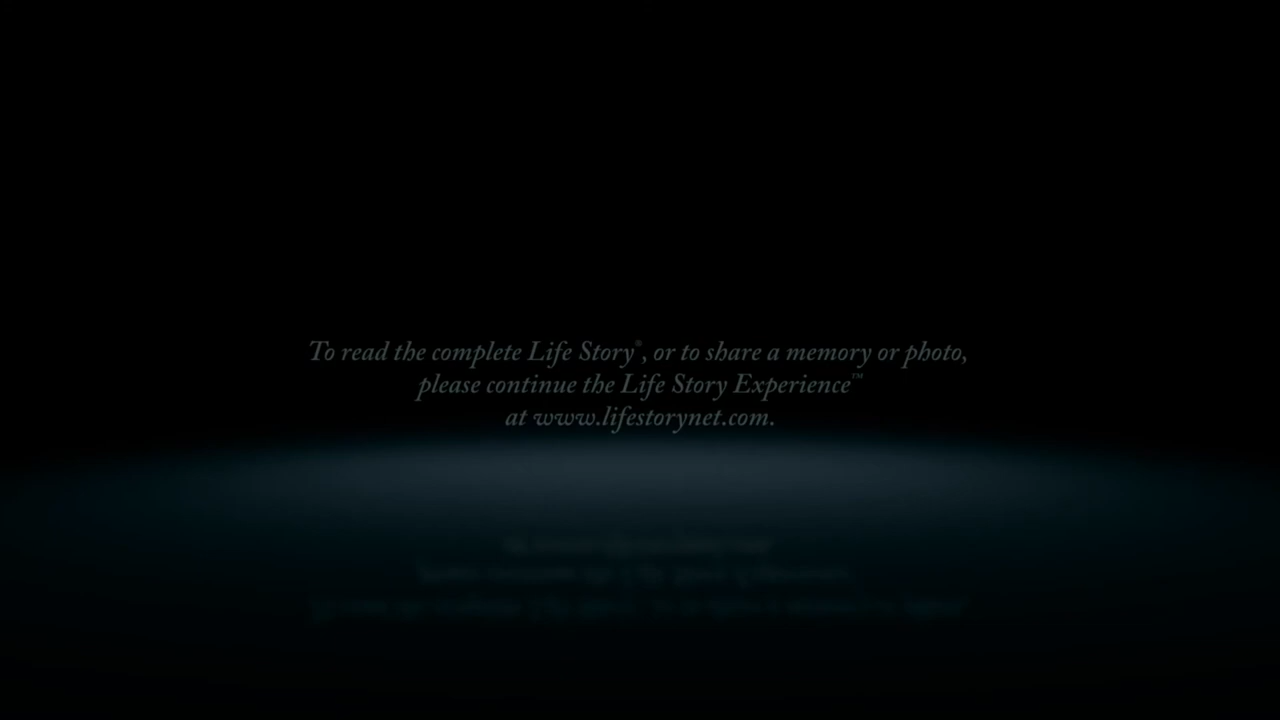 To read the complete Life Story®, or to share a memory or photo,
please continue the Life Story Experience™
at www.lifestorynet.com.